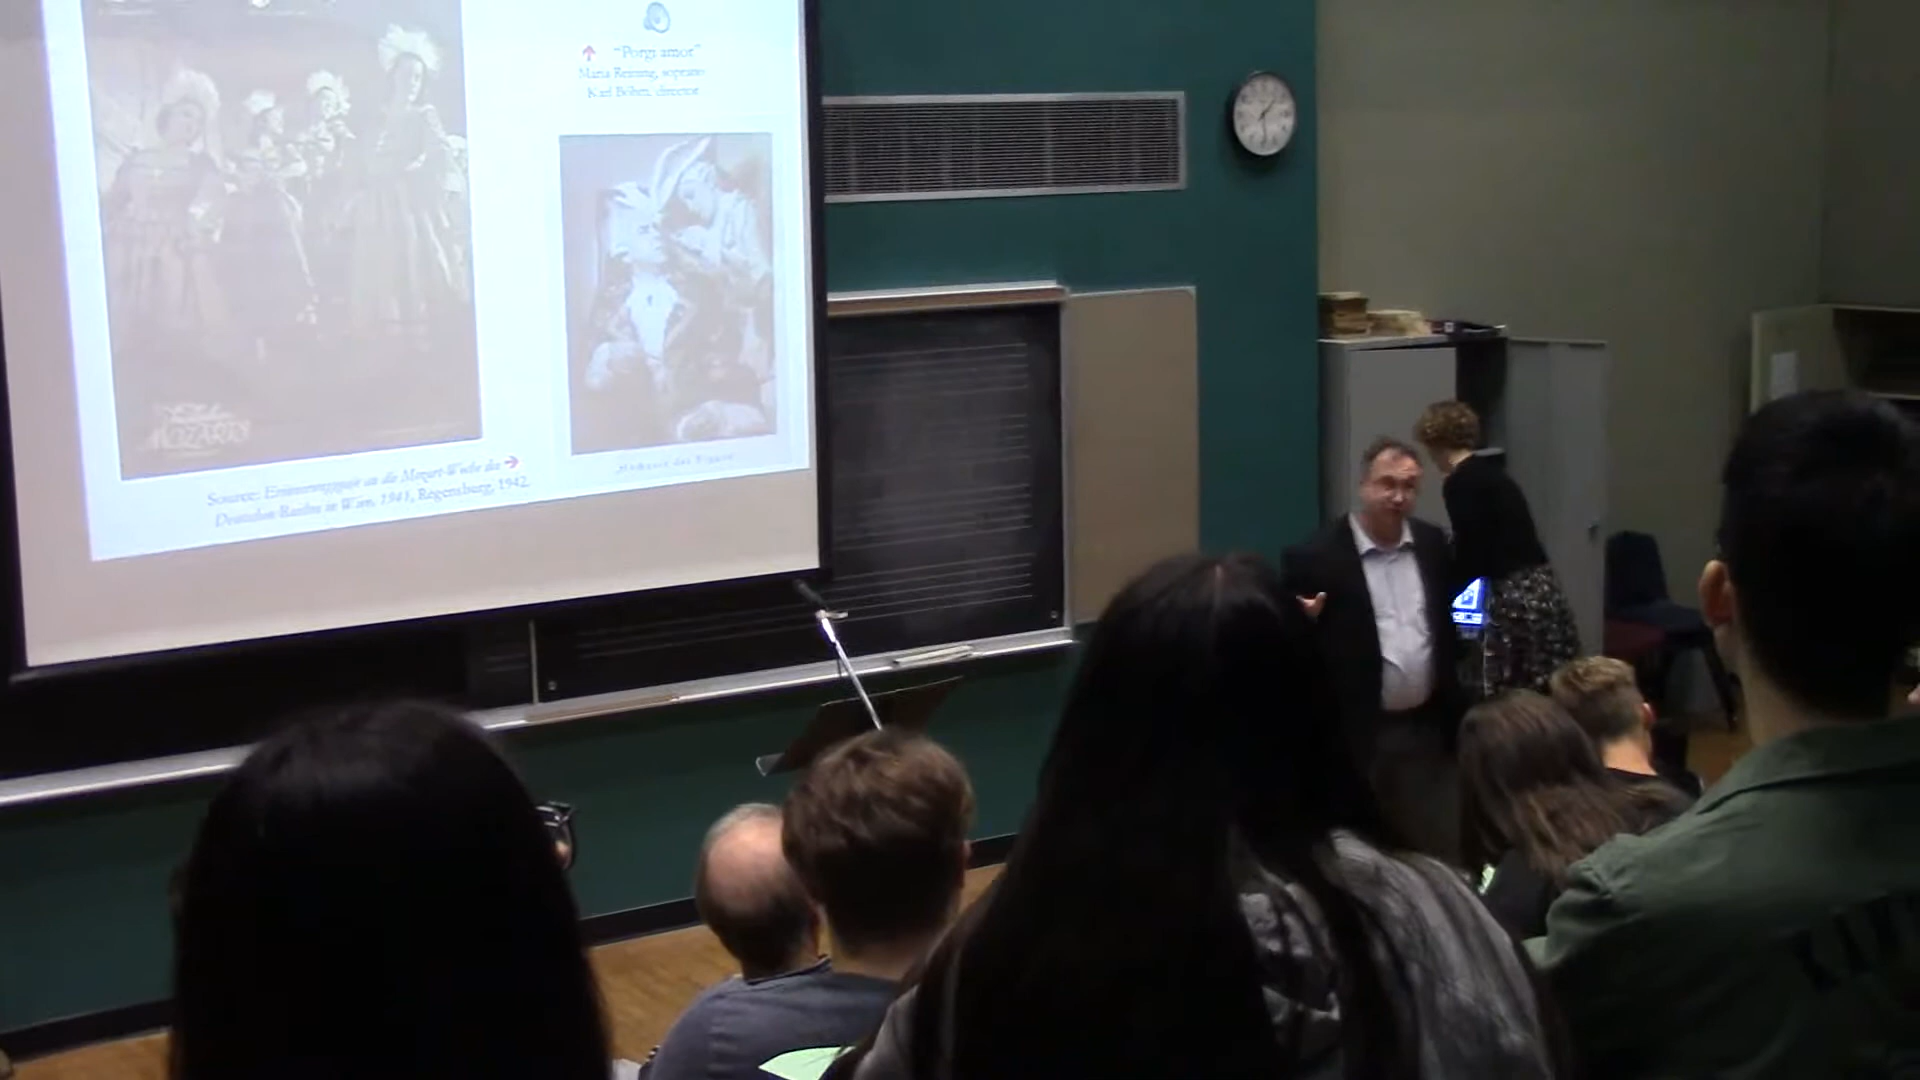 "Porgi amor"
Maria Reining, soprano
Karl Böhm, director
MOZART
Source: Erinnerungsgabe an die Mozart-Woche des
Deutschen Reiches in Wien, 1941, Regensburg, 1942.